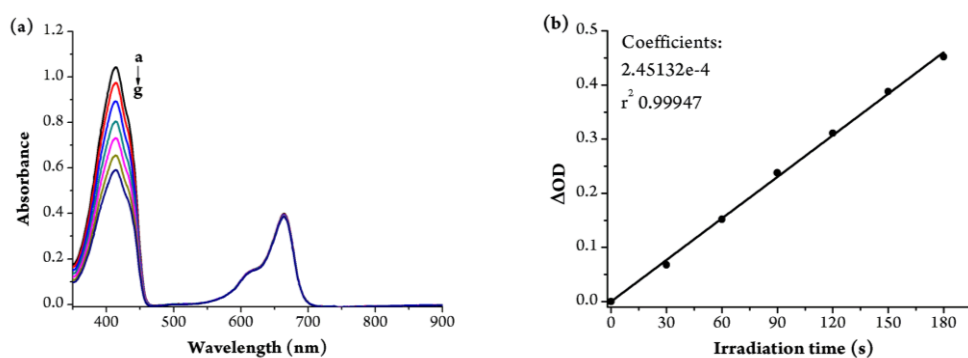 (a)
1.2
1.0
0.8
0.6
0.4
0.2
0.0
Absorbance
a
g
400 500 600 700 800 900
Wavelength (nm)
(b)
0.5
0.4
0.3
0.2
0.1
0.0
ΔOD
Coefficients:
2.45132e-4
r² 0.99947
0 30 60 90 120 150 180
Irradiation time (s)